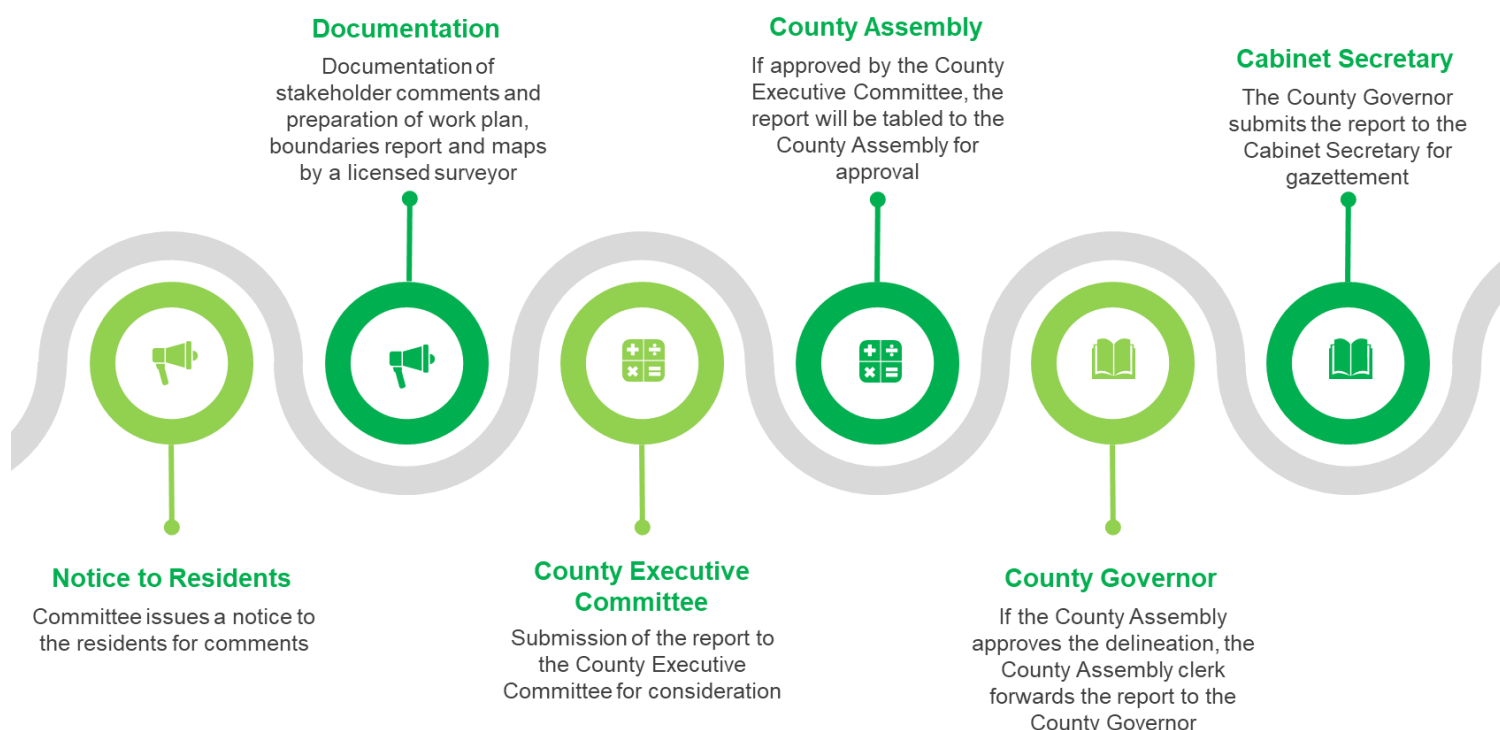 Documentation
Documentation of
stakeholder comments and
preparation of work plan,
boundaries report and maps
by a licensed surveyor
County Assembly
If approved by the County
Executive Committee, the
report will be tabled to the
County Assembly for
approval
Cabinet Secretary
The County Governor
submits the report to the
Cabinet Secretary for
gazettement
Notice to Residents
Committee issues a notice to
the residents for comments
County Executive
Committee
Submission of the report to
the County Executive
Committee for consideration
County Governor
If the County Assembly
approves the delineation, the
County Assembly clerk
forwards the report to the
County Governor